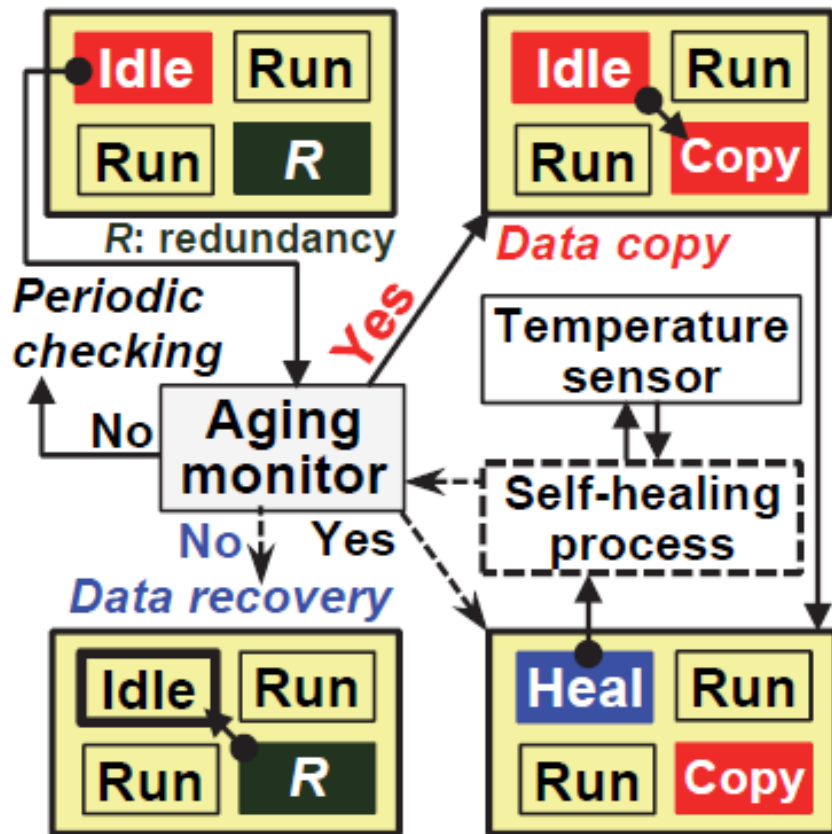 Idle Run
Run R
R: redundancy
Periodic
checking
No
Aging
monitor
Yes
Idle Run
Run Copy
Data copy
Temperature
sensor
Self-healing
process
No Yes
Data recovery
Idle Run
Run R
Heal Run
Run Copy